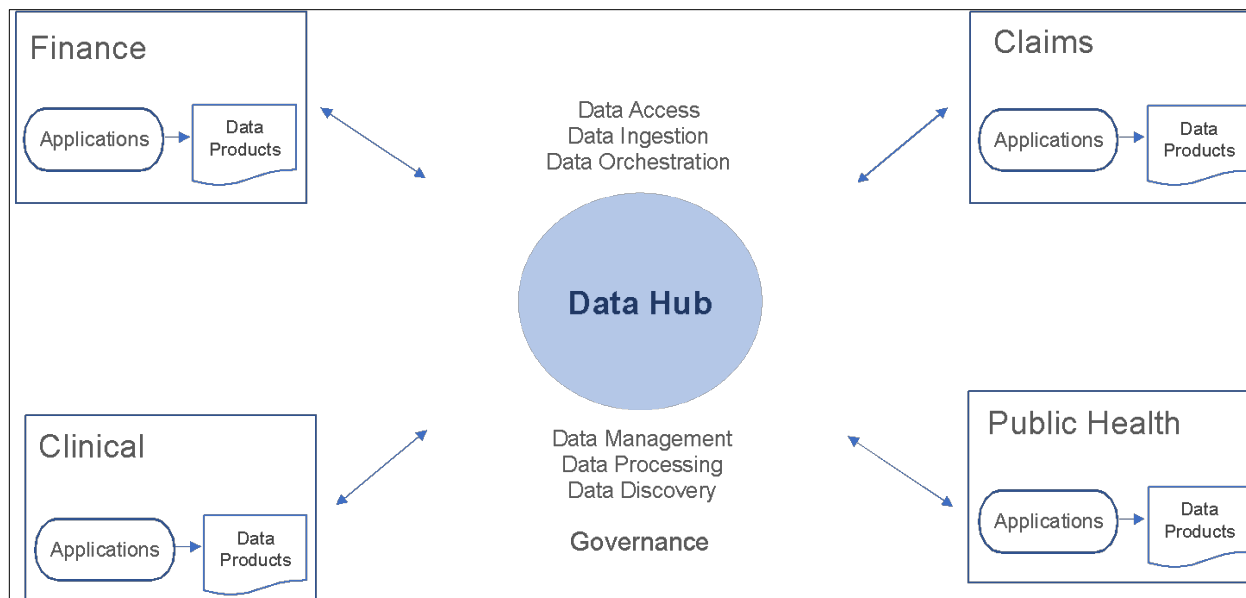 Finance
Applications
Data
Products
Data Access
Data Ingestion
Data Orchestration
Claims
Applications
Data
Products
Data Hub
Clinical
Applications
Data
Products
Data Management
Data Processing
Data Discovery
Governance
Public Health
Applications
Data
Products